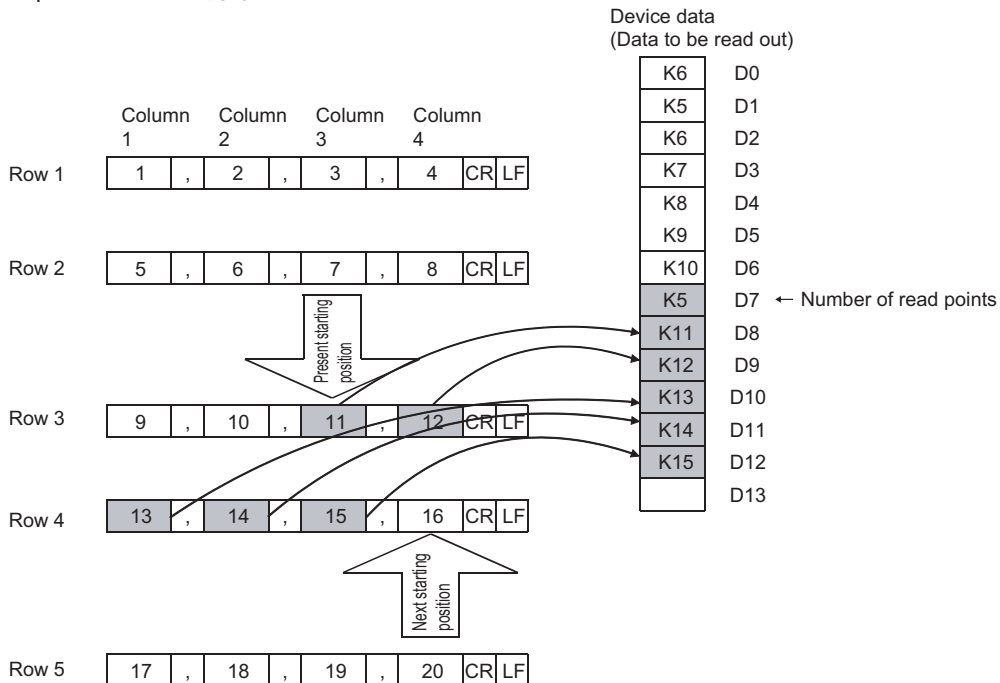 Device data
(Data to be read out)
K6 D0
K5 D1
K6 D2
K7 D3
K8 D4
K9 D5
K10 D6
K5 D7 ← Number of read points
K11 D8
K12 D9
K13 D10
K14 D11
K15 D12
D13
Column 1
Column 2
Column 3
Column 4
Row 1 1 , 2 , 3 , 4 CR LF
Row 2 5 , 6 , 7 , 8 CR LF
Present starting
position
Row 3 9 , 10 , 11 , 12 CR LF
Row 4 13 , 14 , 15 , 16 CR LF
Next starting
position
Row 5 17 , 18 , 19 , 20 CR LF